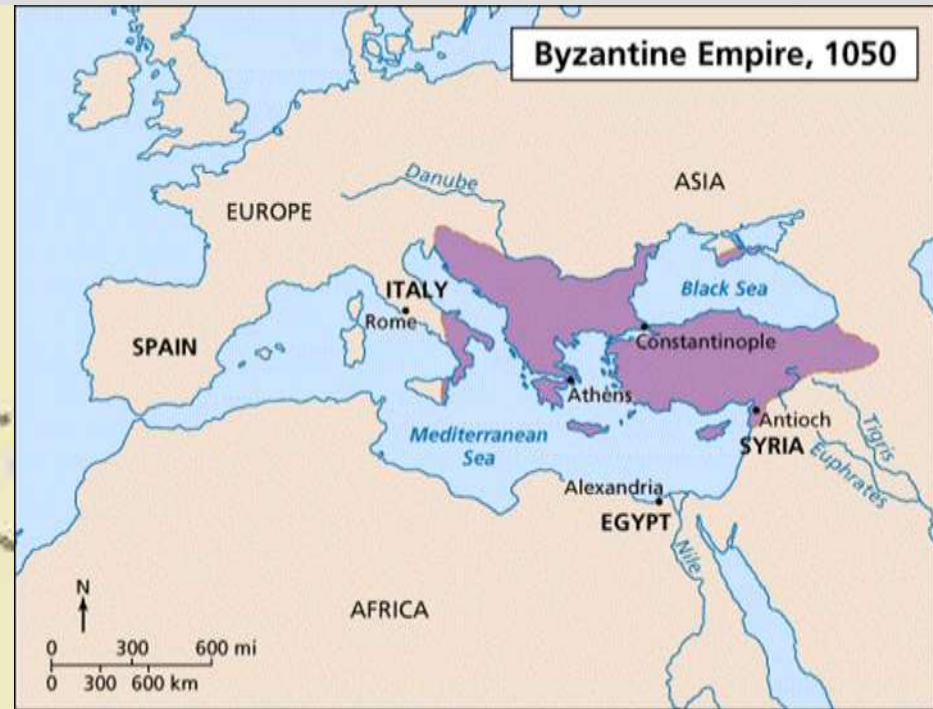 Byzantine Empire, 1050
Danube
ASIA
EUROPE
Black Sea
ITALY
Rome
SPAIN
Constantinople
Athens
Antioch
Mediterranean
Sea
SYRIA
Tigris
Euphrates
Alexandria
EGYPT
Nile
AFRICA
N
0 300 600 mi
0 300 600 km